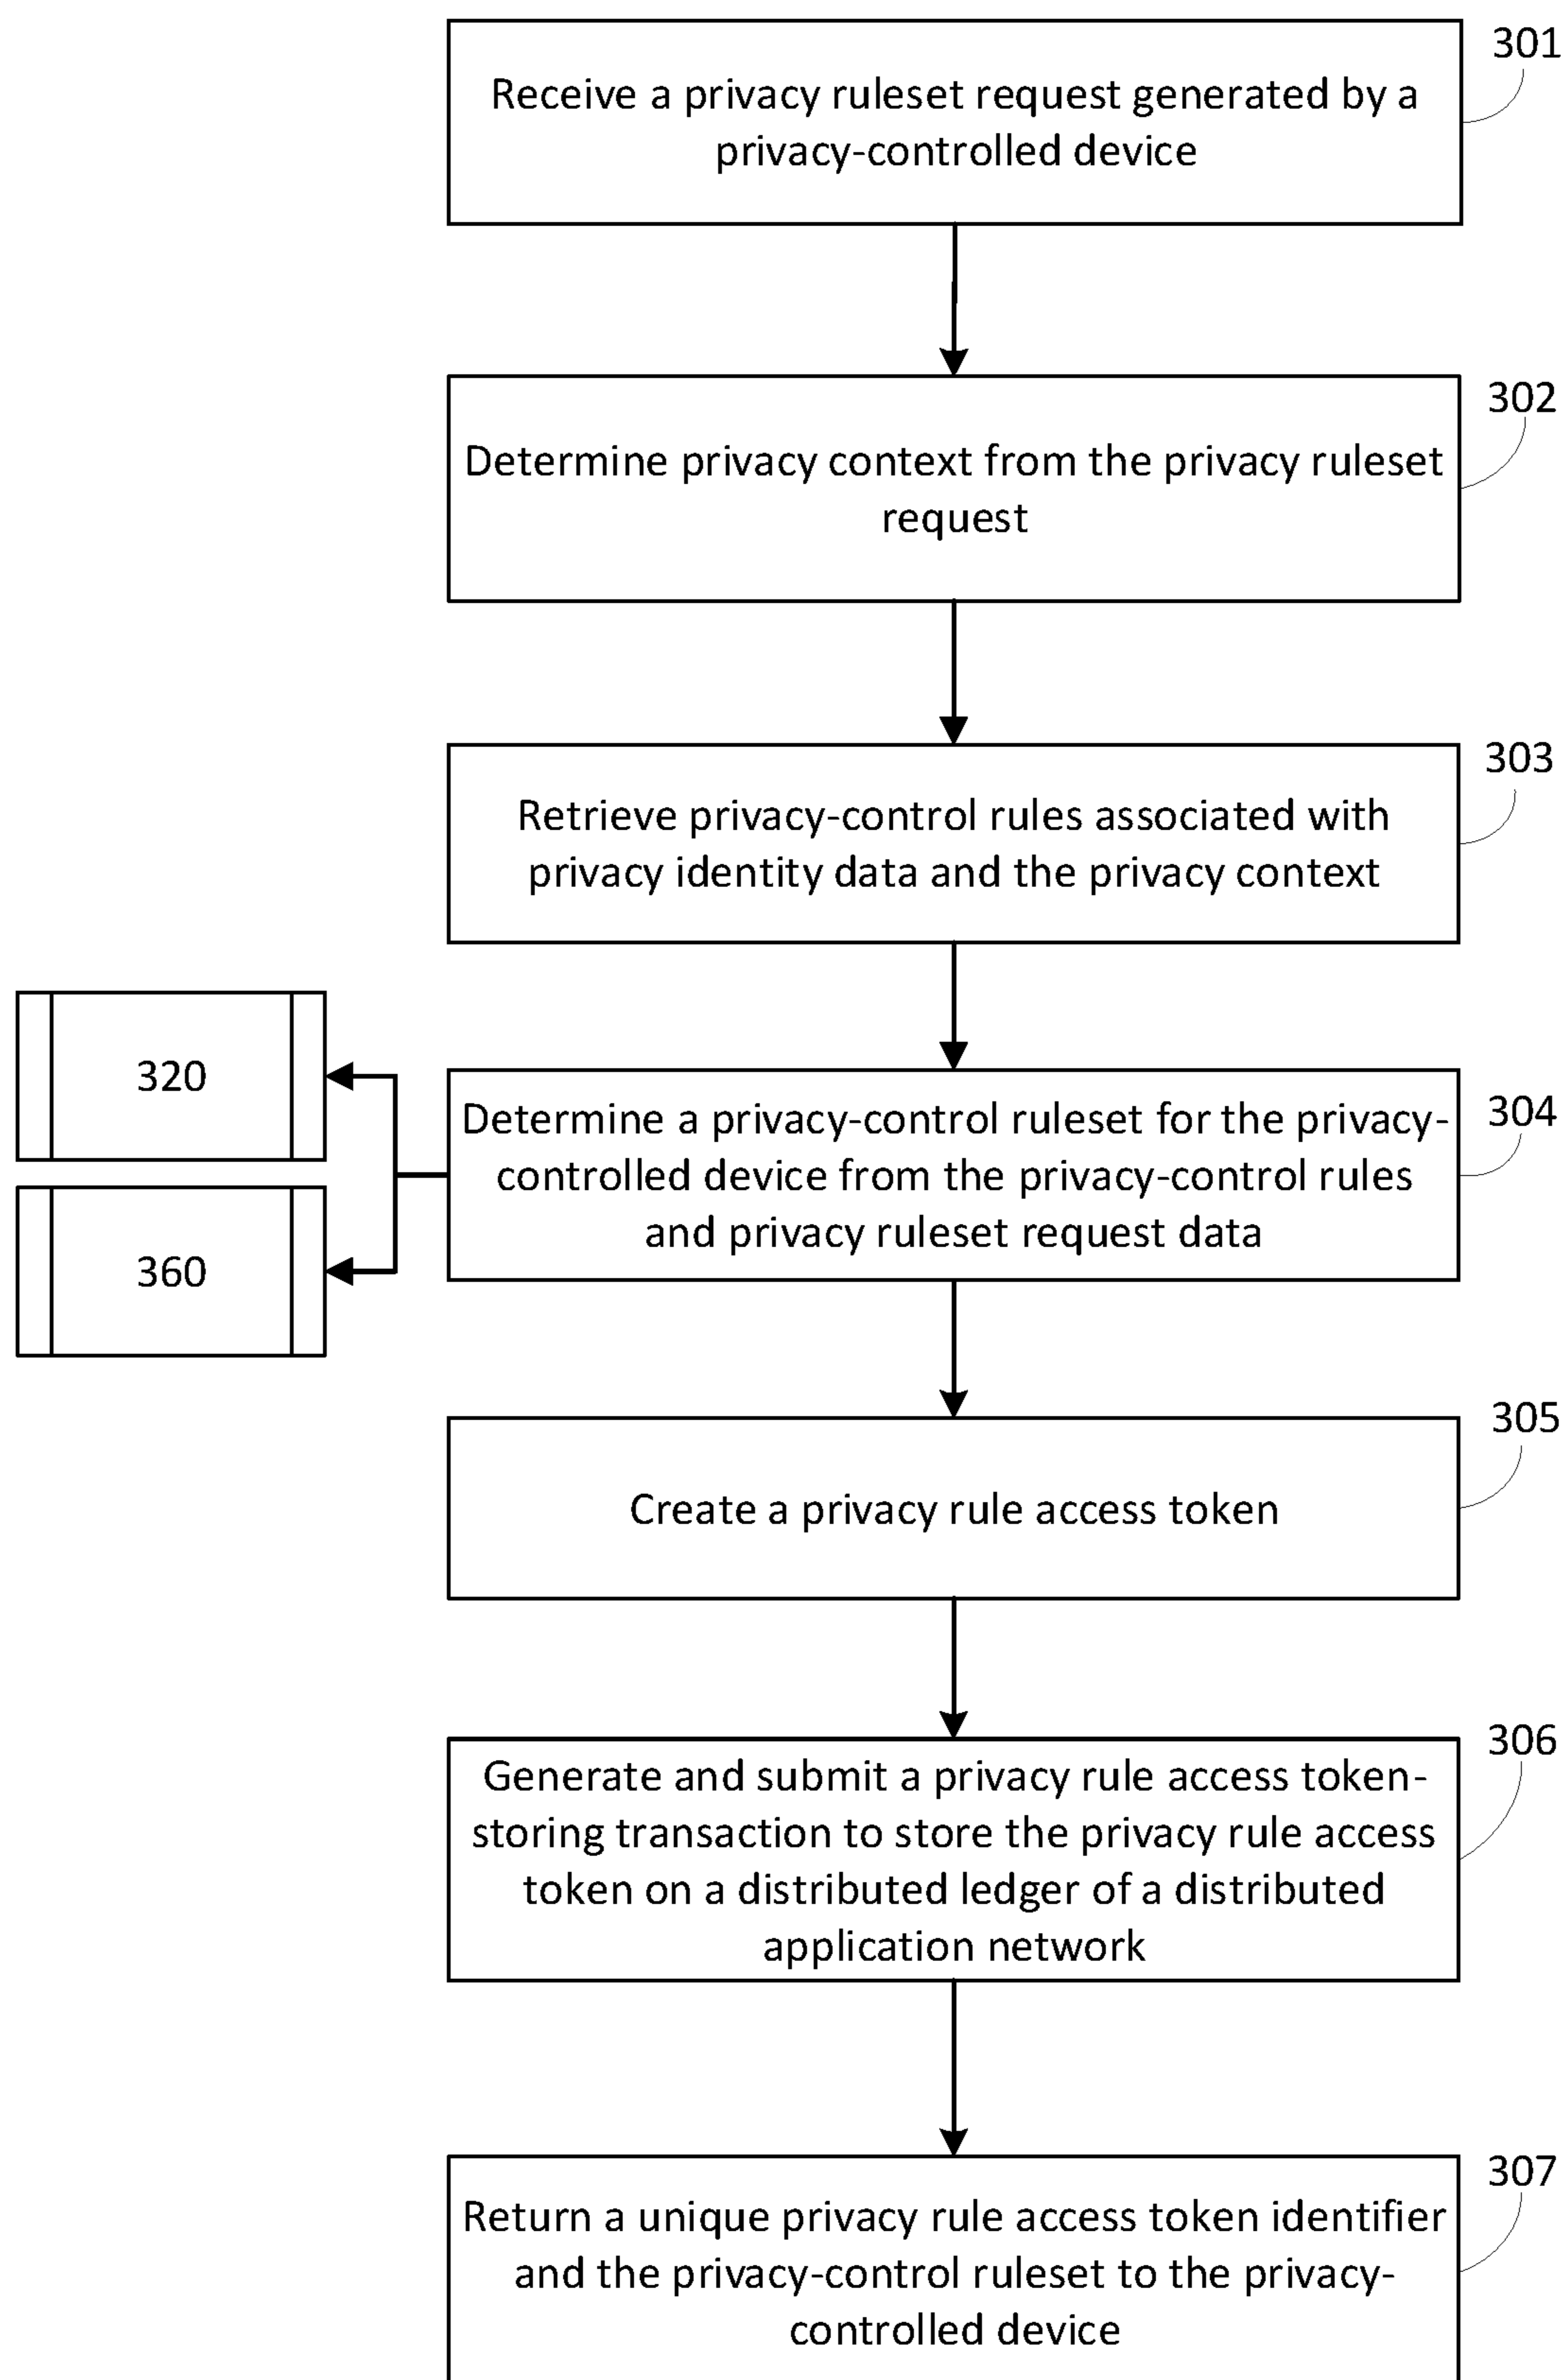 301
Receive a privacy ruleset request generated by a
privacy-controlled device
302
Determine privacy context from the privacy ruleset
request
303
Retrieve privacy-control rules associated with
privacy identity data and the privacy context
320
360
304
Determine a privacy-control ruleset for the privacy-
controlled device from the privacy-control rules
and privacy ruleset request data
305
Create a privacy rule access token
306
Generate and submit a privacy rule access token-
storing transaction to store the privacy rule access
token on a distributed ledger of a distributed
application network
307
Return a unique privacy rule access token identifier
and the privacy-control ruleset to the privacy-
controlled device